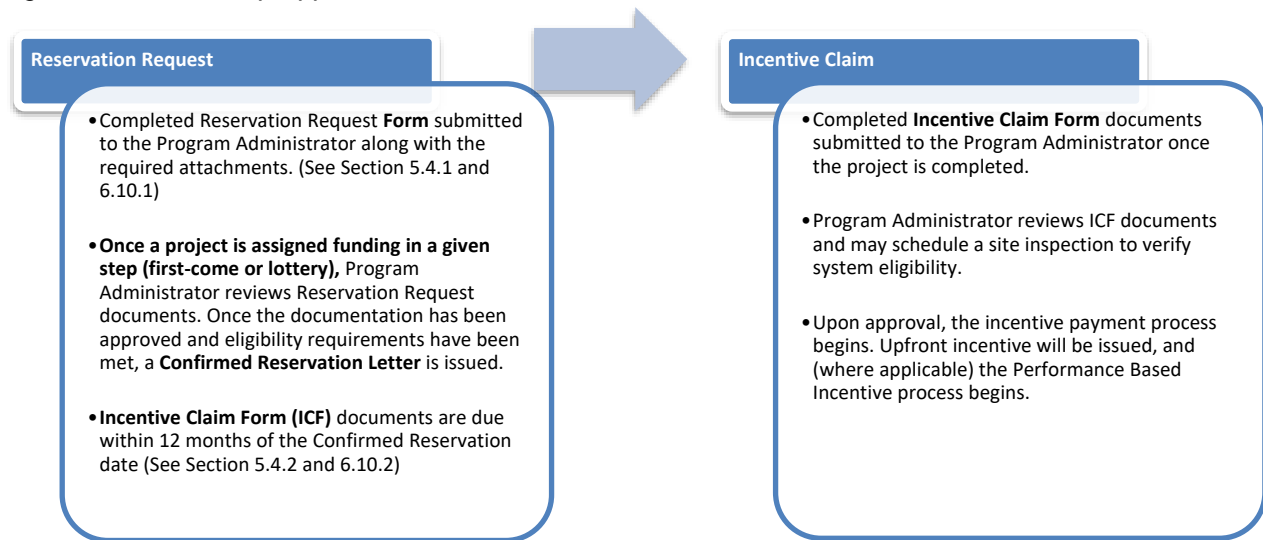 Reservation Request
•Completed Reservation Request Form submitted
to the Program Administrator along with the
required attachments. (See Section 5.4.1 and
6.10.1)
•Once a project is assigned funding in a given
step (first-come or lottery), Program
Administrator reviews Reservation Request
documents. Once the documentation has been
approved and eligibility requirements have been
met, a Confirmed Reservation Letter is issued.
•Incentive Claim Form (ICF) documents are due
within 12 months of the Confirmed Reservation
date (See Section 5.4.2 and 6.10.2)
Incentive Claim
•Completed Incentive Claim Form documents
submitted to the Program Administrator once
the project is completed.
•Program Administrator reviews ICF documents
and may schedule a site inspection to verify
system eligibility.
•Upon approval, the incentive payment process
begins. Upfront incentive will be issued, and
(where applicable) the Performance Based
Incentive process begins.